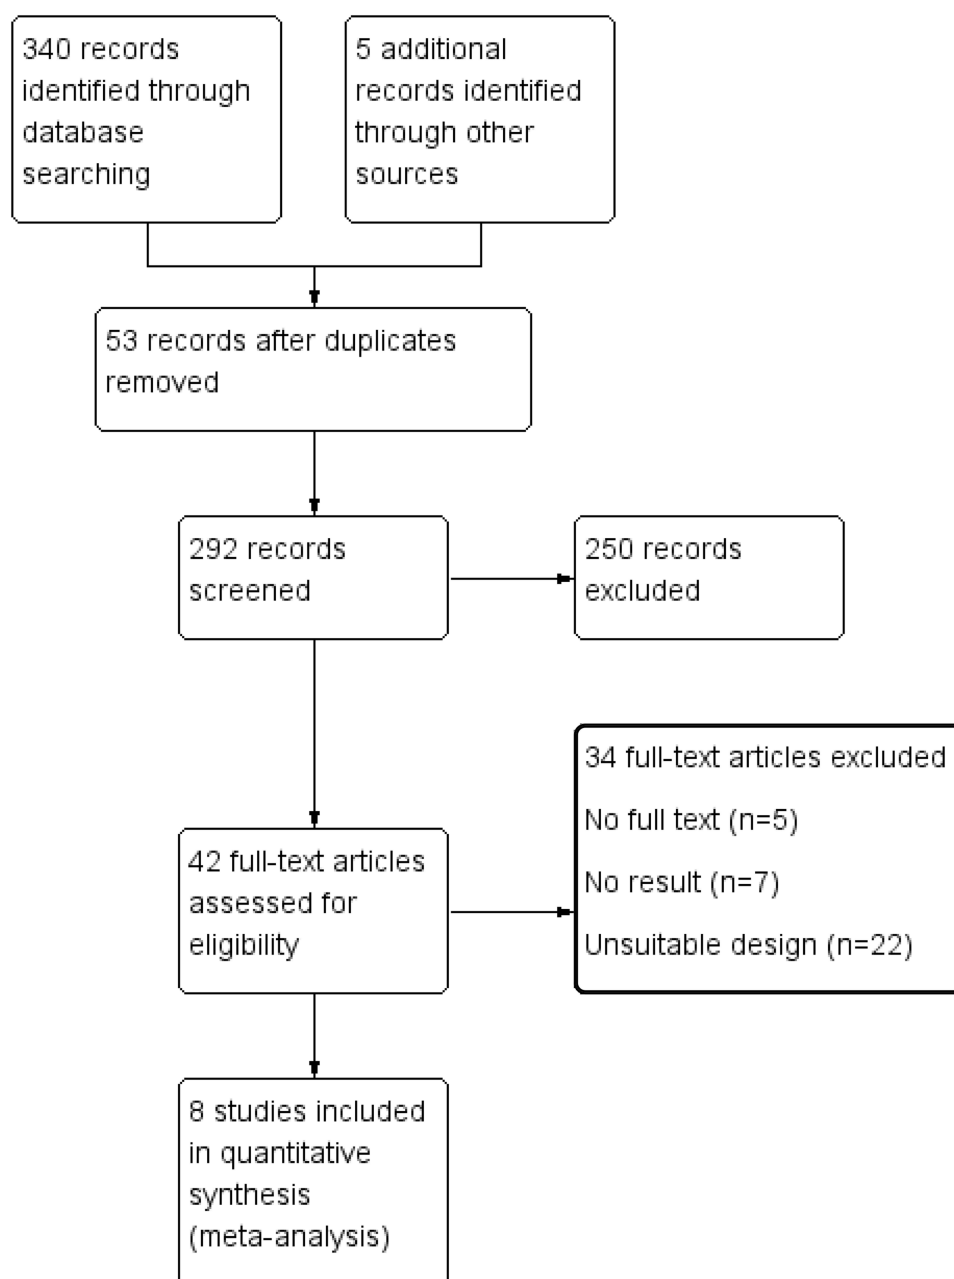 340 records
identified through
database
searching
5 additional
records identified
through other
sources
53 records after duplicates
removed
292 records
screened
250 records
excluded
34 full-text articles excluded
No full text (n=5)
No result (n=7)
Unsuitable design (n=22)
42 full-text articles
assessed for
eligibility
8 studies included
in quantitative
synthesis
(meta-analysis)